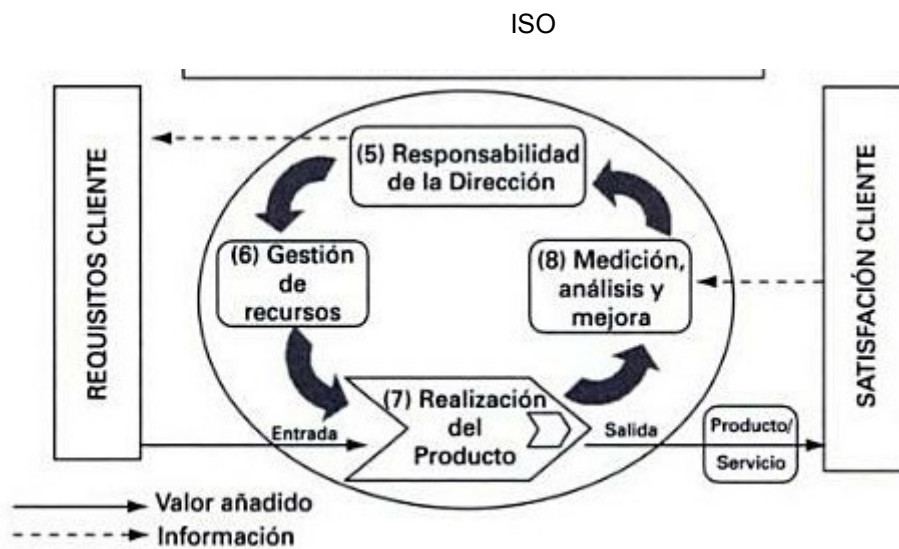 ISO
REQUISITOS CLIENTE
(5) Responsabilidad
de la Dirección
(6) Gestión
de
recursos
(8) Medición,
análisis y
mejora
(7) Realización
del
Producto
Entrada
Salida
Producto/
Servicio
SATISFACIÓN CLIENTE
Valor añadido
Información